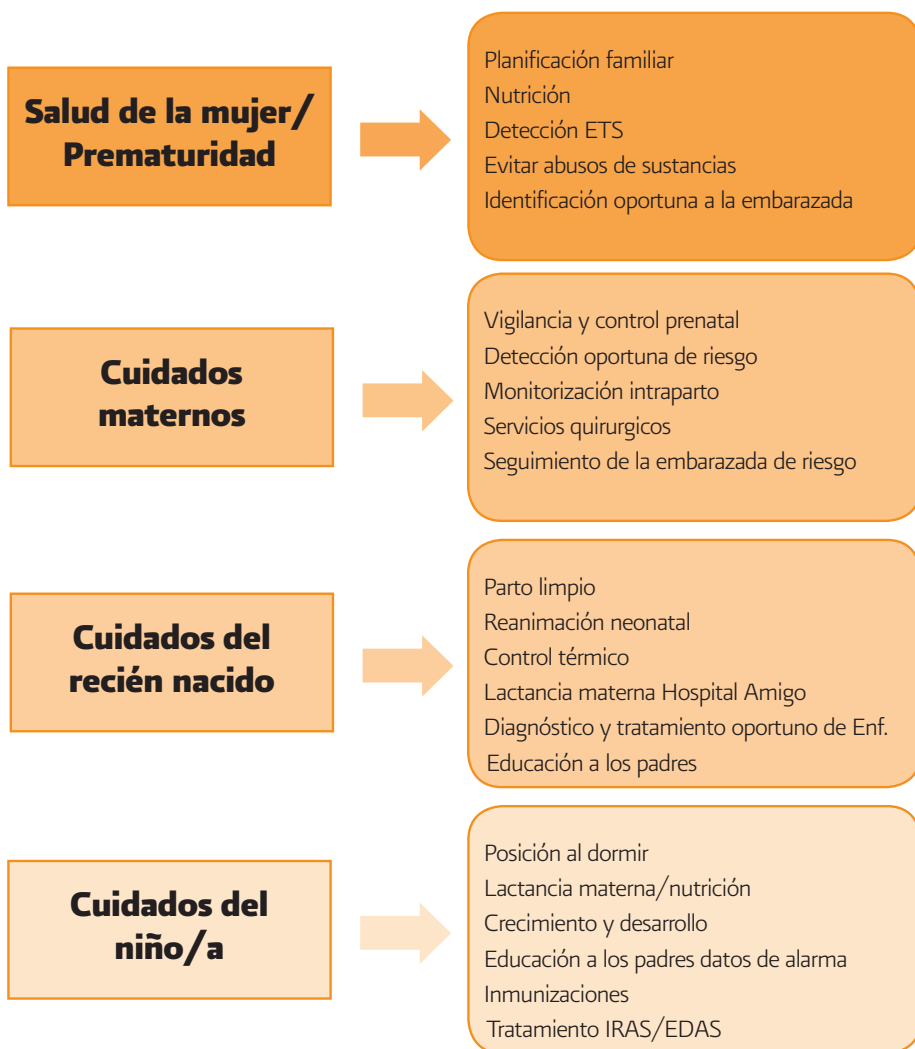 Salud de la mujer/
Prematuridad
Planificación familiar
Nutrición
Detección ETS
Evitar abusos de sustancias
Identificación oportuna a la embarazada
Cuidados
maternos
Vigilancia y control prenatal
Detección oportuna de riesgo
Monitorización intraparto
Servicios quirurgicos
Seguimiento de la embarazada de riesgo
Cuidados del
recién nacido
Parto limpio
Reanimación neonatal
Control térmico
Lactancia materna Hospital Amigo
Diagnóstico y tratamiento oportuno de Enf.
Educación a los padres
Cuidados del
niño/a
Posición al dormir
Lactancia materna/nutrición
Crecimiento y desarrollo
Educación a los padres datos de alarma
Inmunizaciones
Tratamiento IRAS/EDAS